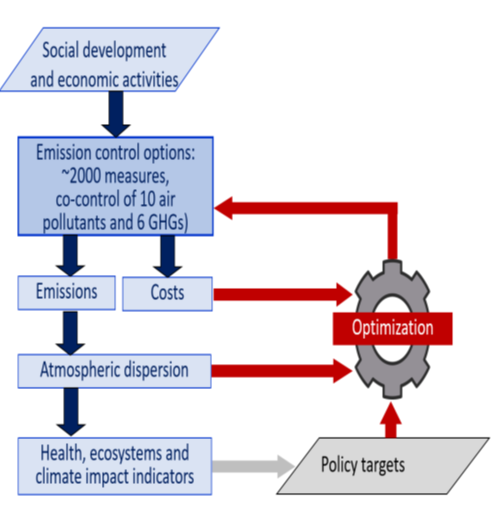 Social development
and economic activities
Emission control options:
~2000 measures,
co-control of 10 air
pollutants and 6 GHGs)
Emissions
Costs
Optimization
Atmospheric dispersion
Health, ecosystems and
climate impact indicators
Policy targets